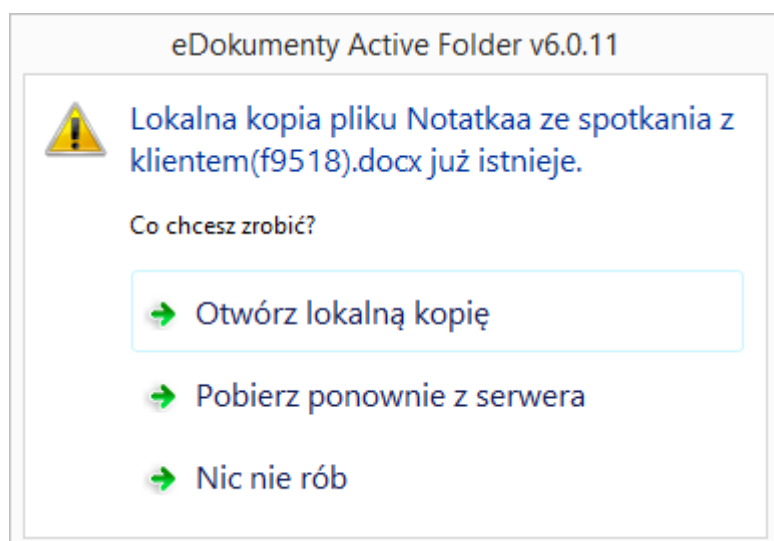 eDokumenty Active Folder v6.0.11
Lokalna kopia pliku Notatkaa ze spotkania z
klientem(f9518).docx już istnieje.
Co chcesz zrobić?
Otwórz lokalną kopię
Pobierz ponownie z serwera
Nic nie rób